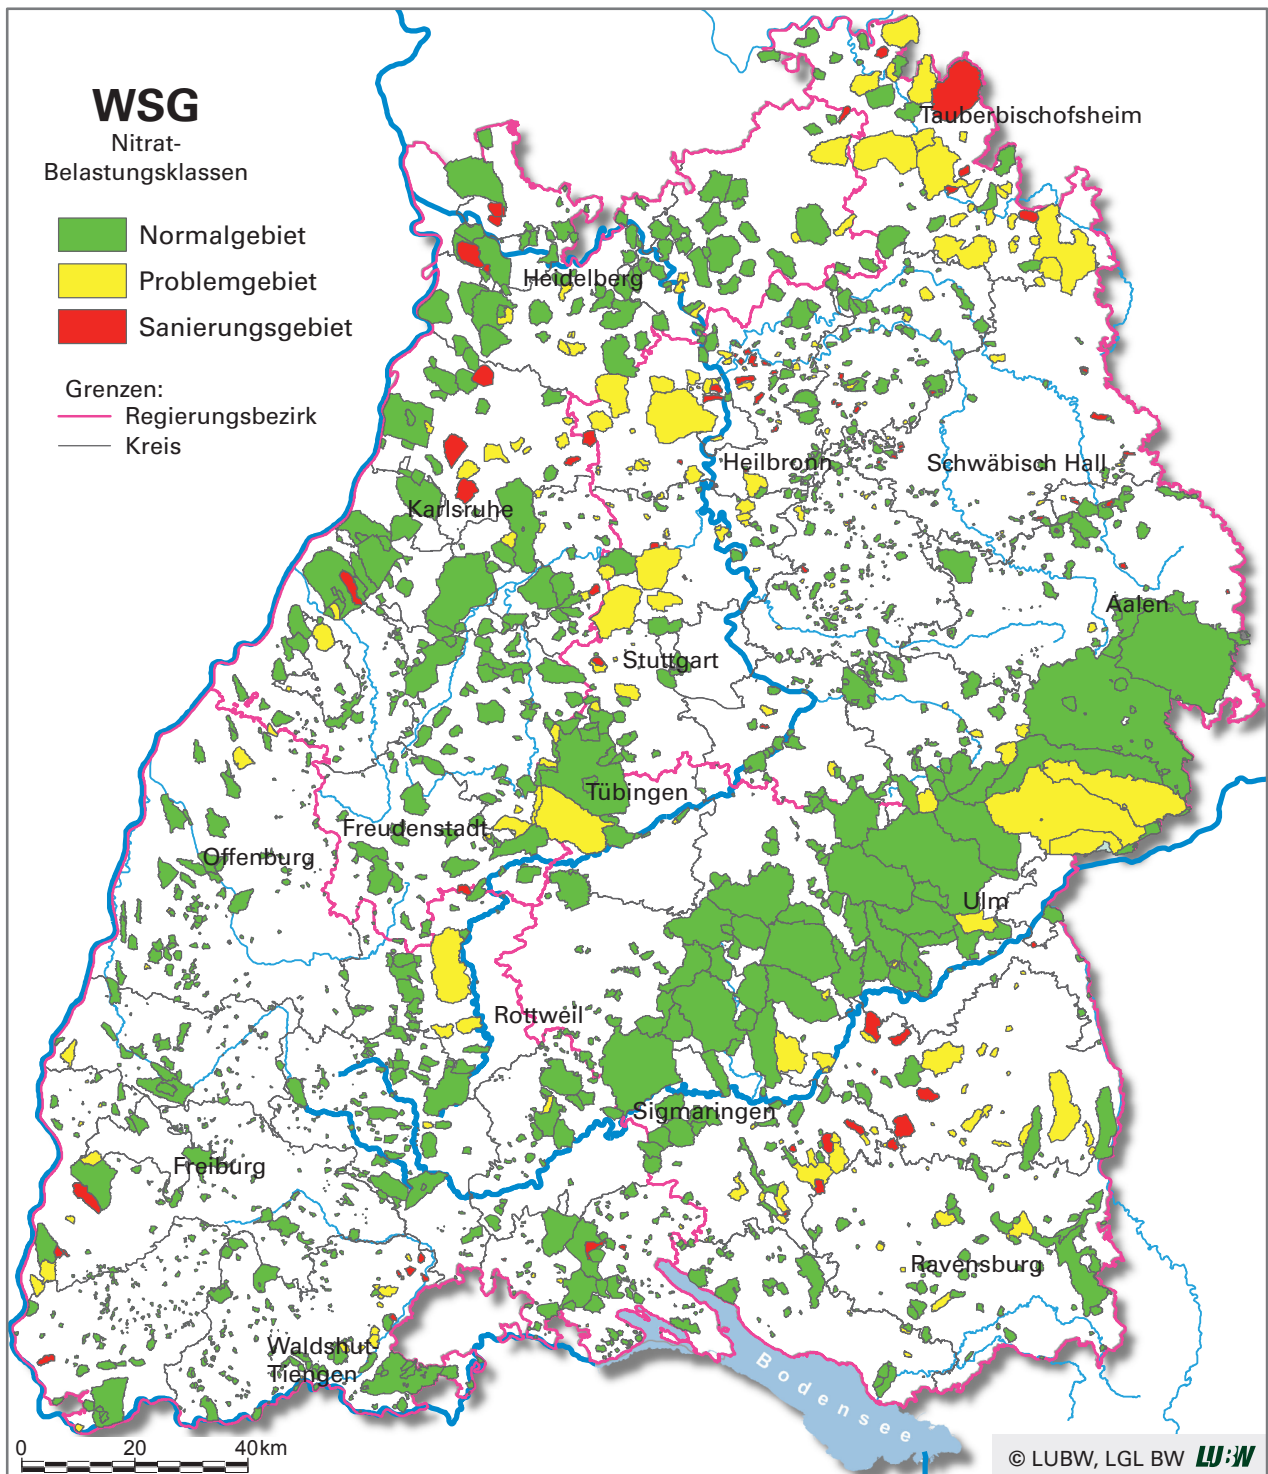 WSG
Nitrat-
Belastungsklassen
Normalgebiet
Problemgebiet
Sanierungsgebiet
Grenzen:
Regierungsbezirk
Kreis
Tauberbischofsheim
Heidelberg
Heilbronn
Schwäbisch Hall
Karlsruhe
Aalen
Stuttgart
Tübingen
Freudenstadt
Offenburg
Ulm
Rottweil
Sigmaringen
Freiburg
Ravensburg
Waldshut-
Tiengen
Bodensee
0 20 40km
© LUBW, LGL BW LUBW